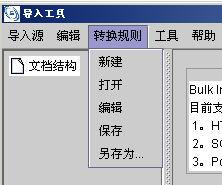 导入工具
导入源 编辑 转换规则 工具 帮助
文档结构
新建
打开
编辑
保存
另存为...
Bulk In
目前支
1。HT
2。SC
3。Po